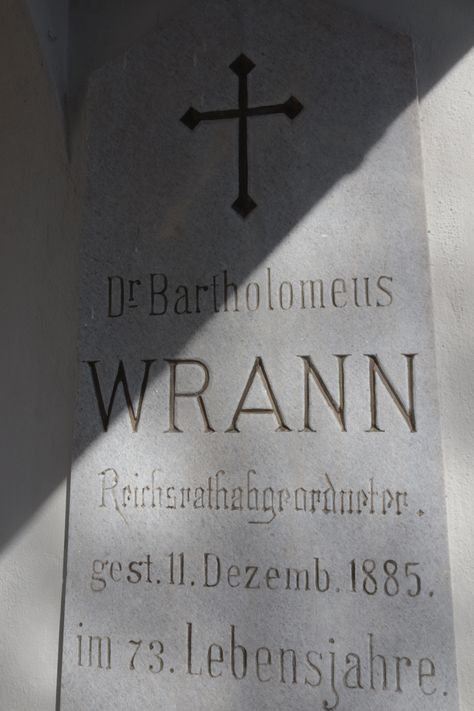 Dr Bartholomeus
WRANN
Reichsrathabgeordneter.
gest. 11. Dezemb. 1885.
im 73. Lebensjahre.